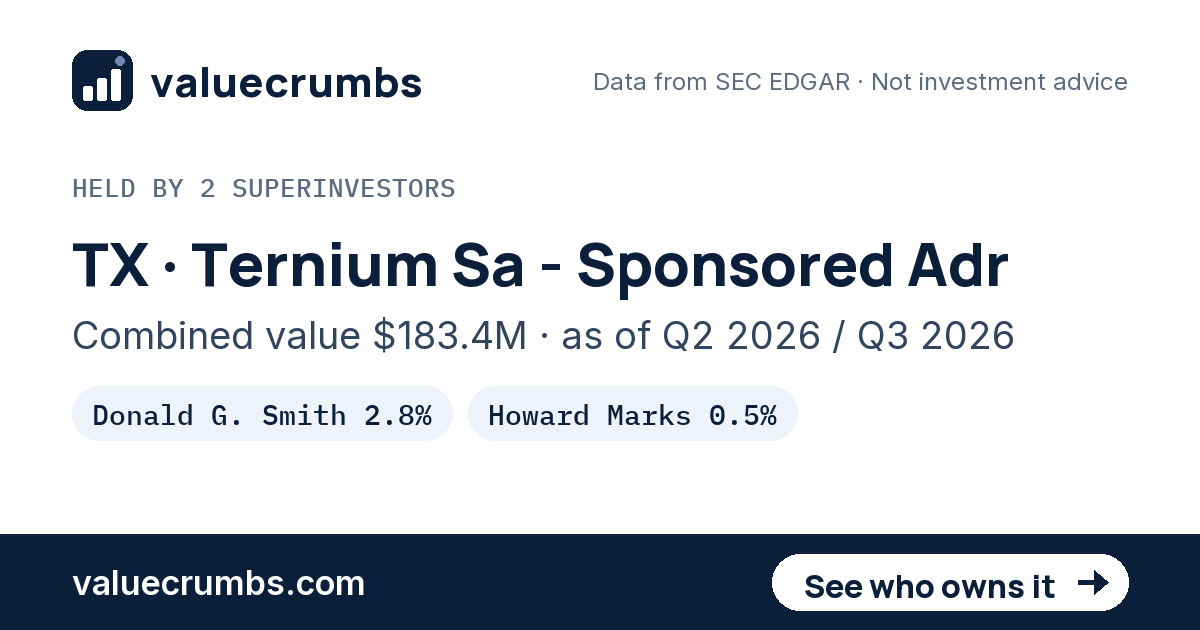 valuecrumbs
Data from SEC EDGAR · Not investment advice
HELD BY 2 SUPERINVESTORS
TX · Ternium Sa - Sponsored Adr
Combined value $183.4M · as of Q2 2026 / Q3 2026
Donald G. Smith 2.8%
Howard Marks 0.5%
valuecrumbs.com
See who owns it →